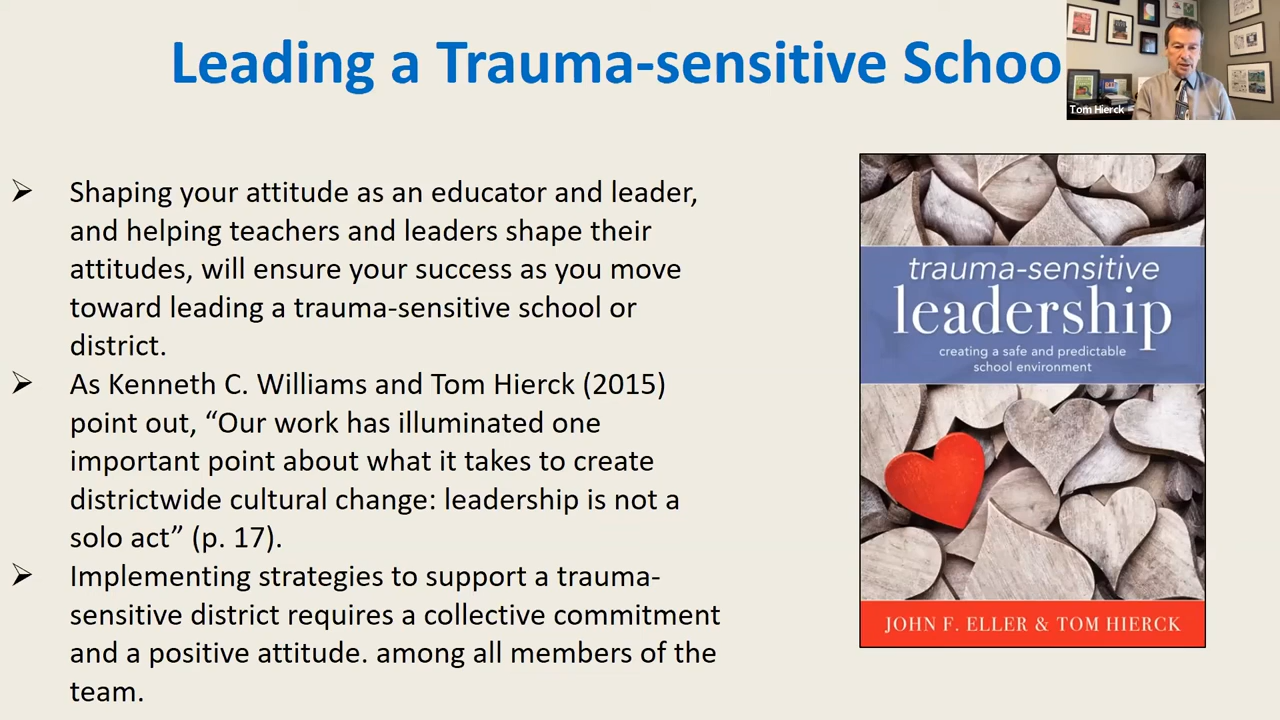 Leading a Trauma-sensitive Schoo
Tom Hierck
➢ Shaping your attitude as an educator and leader,
and helping teachers and leaders shape their
attitudes, will ensure your success as you move
toward leading a trauma-sensitive school or
district.
➢ As Kenneth C. Williams and Tom Hierck (2015)
point out, “Our work has illuminated one
important point about what it takes to create
districtwide cultural change: leadership is not a
solo act” (p. 17).
➢ Implementing strategies to support a trauma-
sensitive district requires a collective commitment
and a positive attitude. among all members of the
team.
trauma-sensitive
leadership
creating a safe and predictable
school environment
JOHN F. ELLER & TOM HIERCK